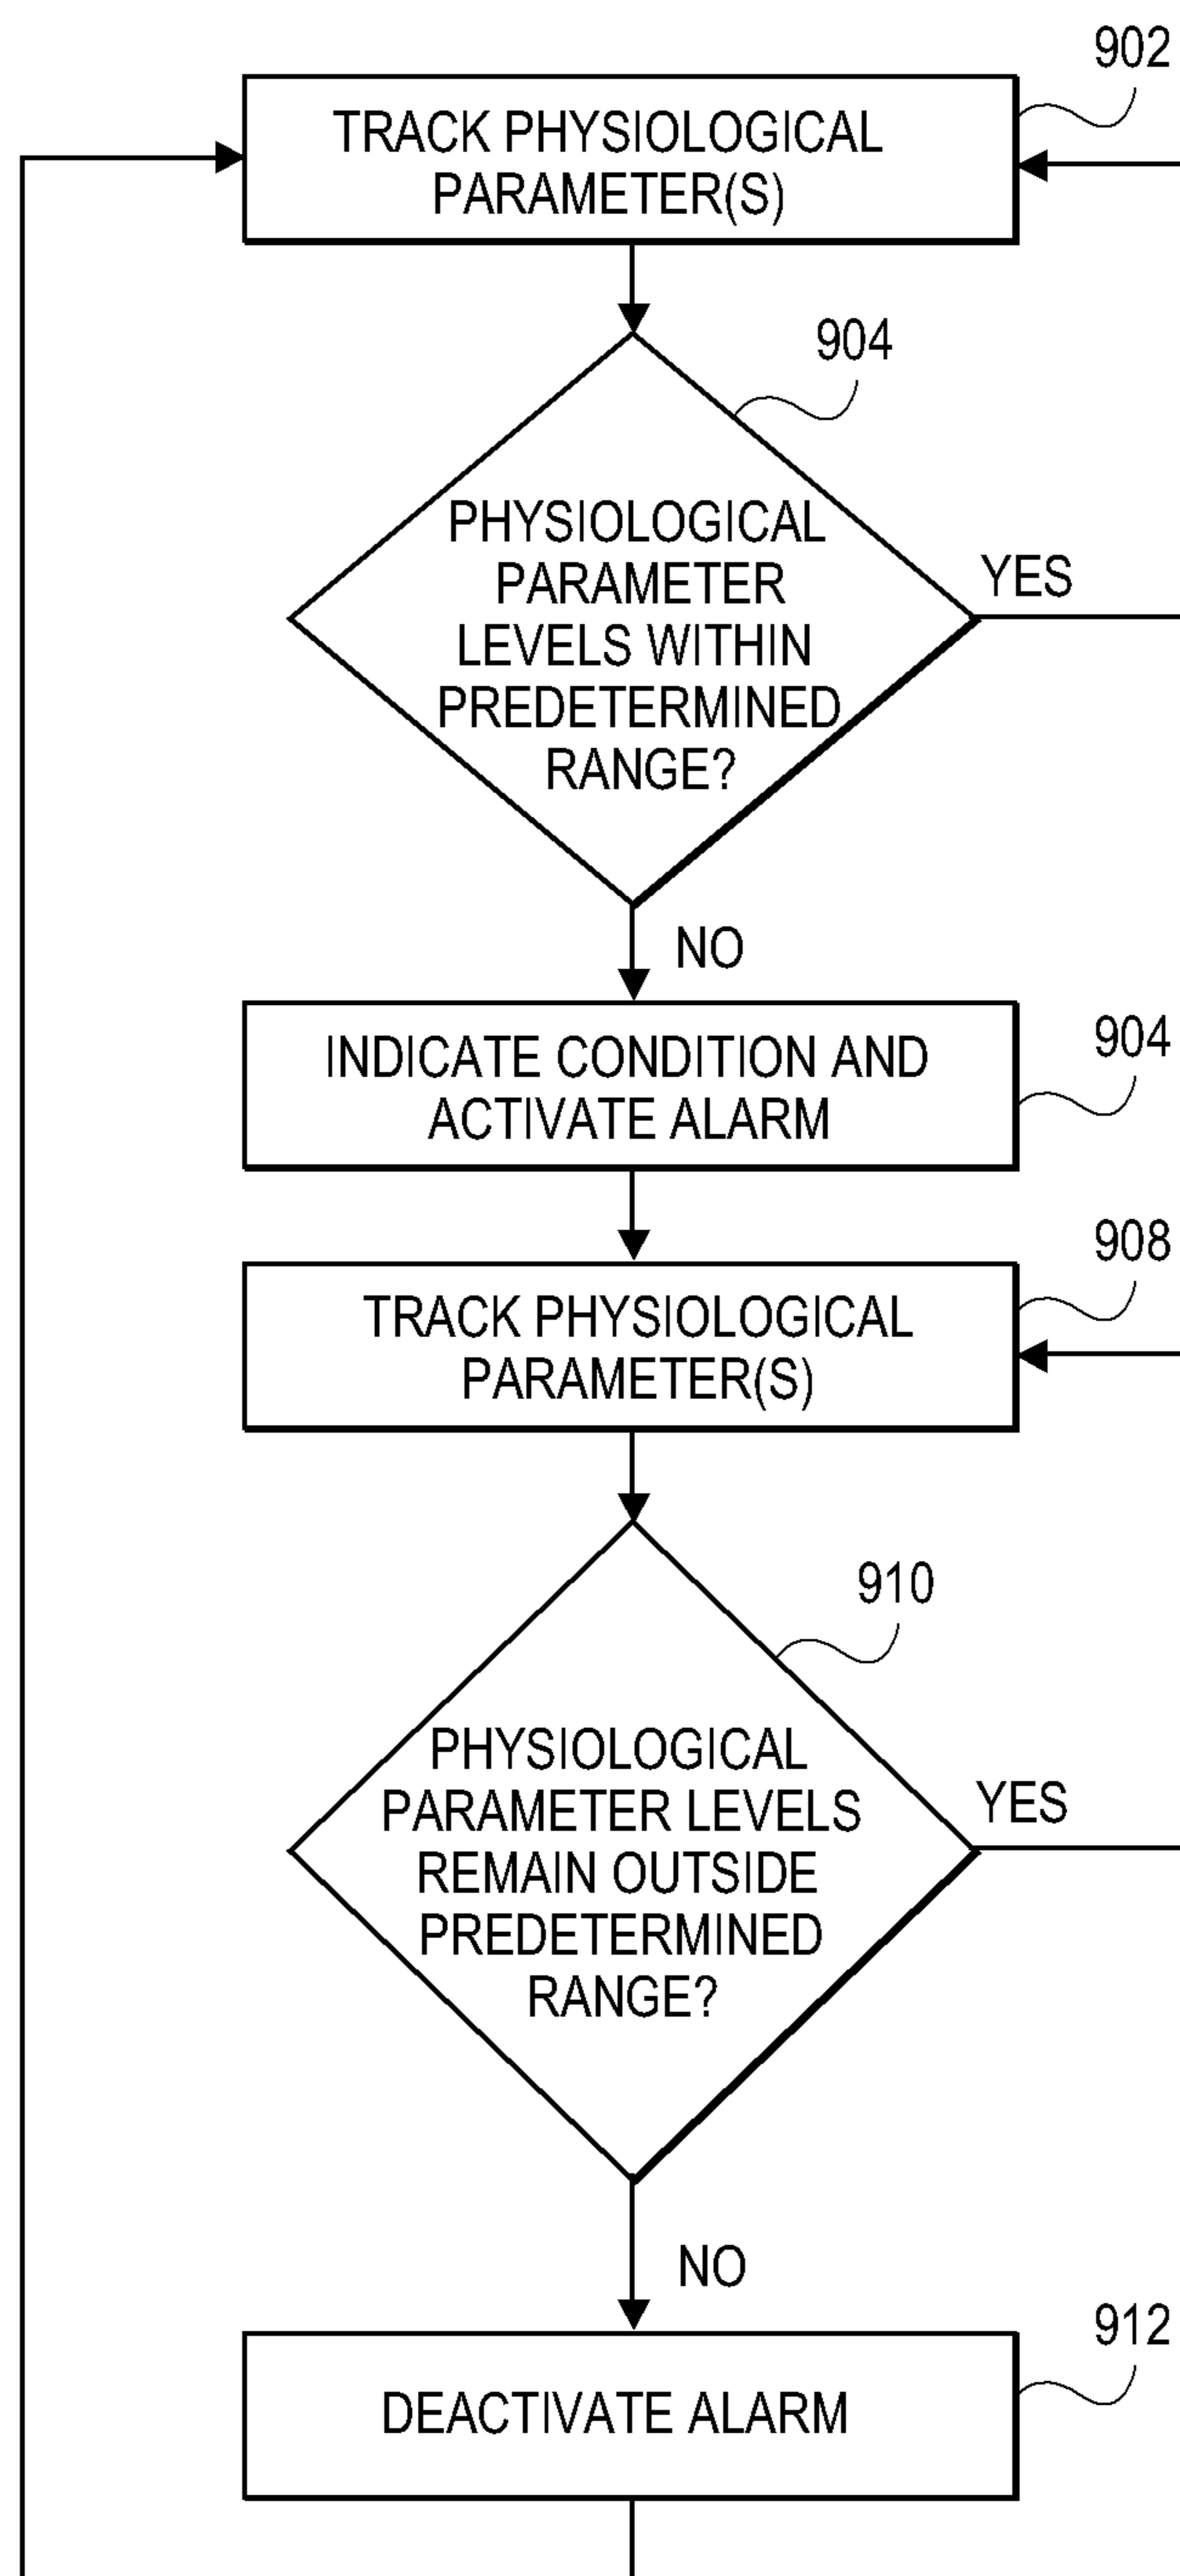 902
TRACK PHYSIOLOGICAL
PARAMETER(S)
904
PHYSIOLOGICAL
PARAMETER
LEVELS WITHIN
PREDETERMINED
RANGE?
YES
NO
INDICATE CONDITION AND
ACTIVATE ALARM
904
908
TRACK PHYSIOLOGICAL
PARAMETER(S)
910
PHYSIOLOGICAL
PARAMETER LEVELS
REMAIN OUTSIDE
PREDETERMINED
RANGE?
YES
NO
912
DEACTIVATE ALARM